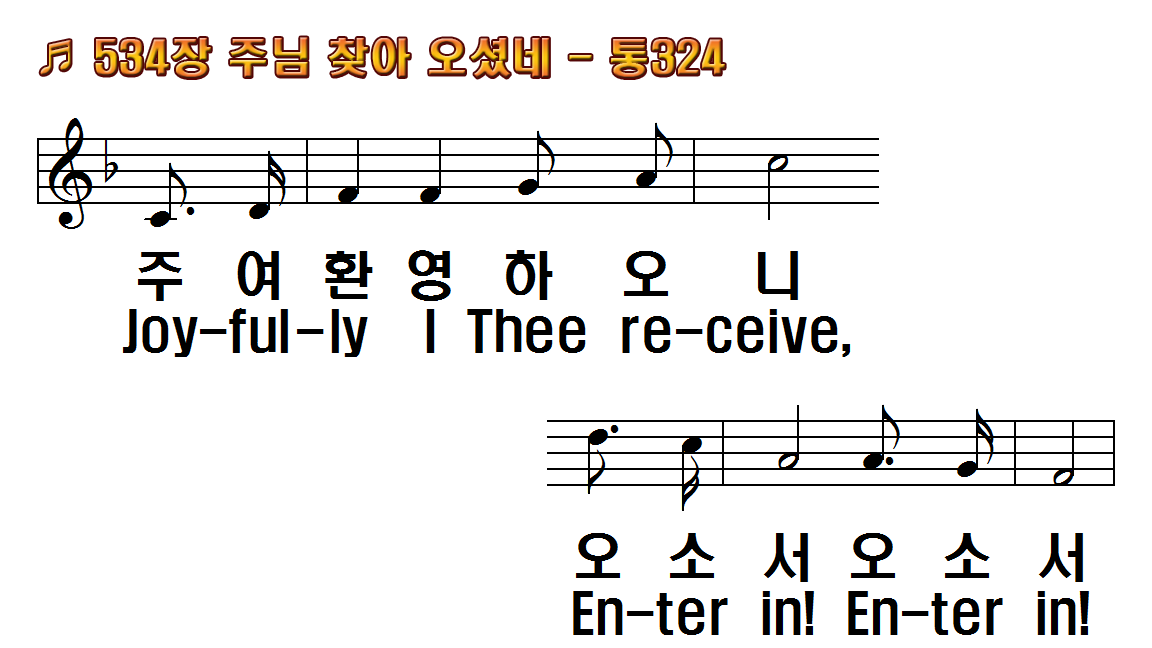 ♬ 534장 주님 찾아 오셨네 - 통324
주 여 환 영 하 오 니
Joy-ful-ly I Thee re-ceive,
오 소 서 오 소 서
En-ter in! En-ter in!